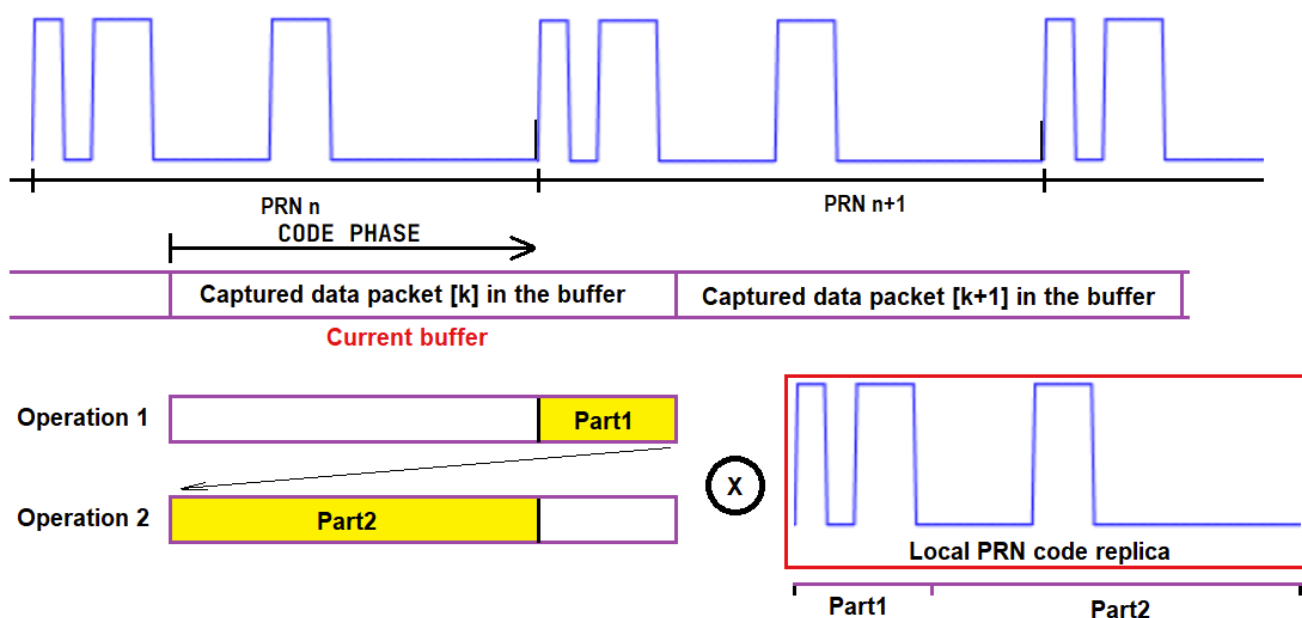 PRN n
PRN n+1
CODE PHASE
Captured data packet [k] in the buffer
Captured data packet [k+1] in the buffer
Current buffer
Operation 1
Part1
Operation 2
Part2
X
Local PRN code replica
Part1
Part2